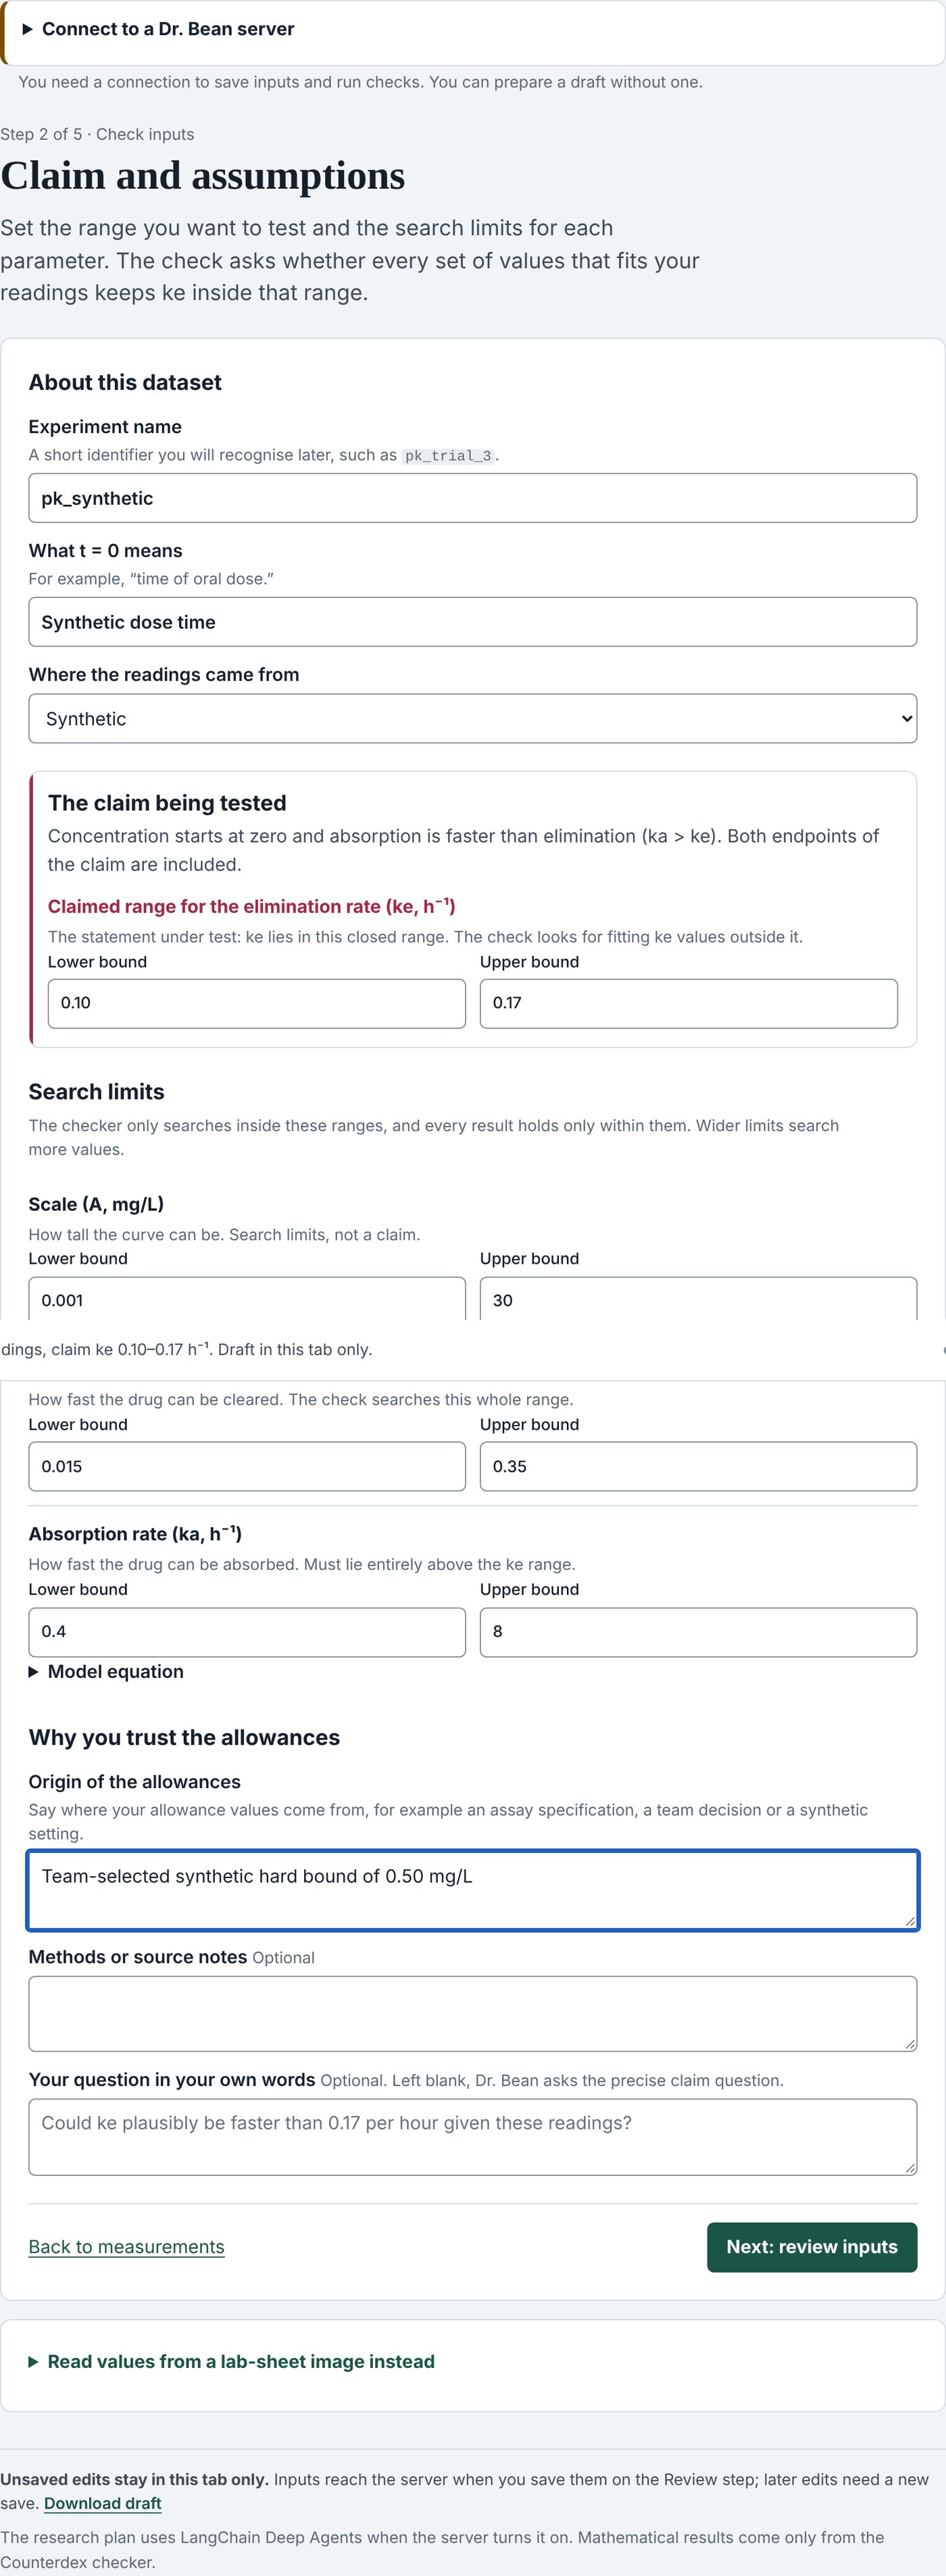 Connect to a Dr. Bean server
You need a connection to save inputs and run checks. You can prepare a draft without one.
Step 2 of 5 · Check inputs
Claim and assumptions
Set the range you want to test and the search limits for each
parameter. The check asks whether every set of values that fits your
readings keeps ke inside that range.
About this dataset
Experiment name
A short identifier you will recognise later, such as pk_trial_3.
pk_synthetic
What t = 0 means
For example, “time of oral dose.”
Synthetic dose time
Where the readings came from
Synthetic
The claim being tested
Concentration starts at zero and absorption is faster than elimination (ka > ke). Both endpoints of
the claim are included.
Claimed range for the elimination rate (ke, h⁻¹)
The statement under test: ke lies in this closed range. The check looks for fitting ke values outside it.
Lower bound Upper bound
0.10 0.17
Search limits
The checker only searches inside these ranges, and every result holds only within them. Wider limits search
more values.
Scale (A, mg/L)
How tall the curve can be. Search limits, not a claim.
Lower bound Upper bound
0.001 30
dings, claim ke 0.10–0.17 h⁻¹. Draft in this tab only.
How fast the drug can be cleared. The check searches this whole range.
Lower bound Upper bound
0.015 0.35
Absorption rate (ka, h⁻¹)
How fast the drug can be absorbed. Must lie entirely above the ke range.
Lower bound Upper bound
0.4 8
Model equation
Why you trust the allowances
Origin of the allowances
Say where your allowance values come from, for example an assay specification, a team decision or a synthetic
setting.
Team-selected synthetic hard bound of 0.50 mg/L
Methods or source notes Optional
Your question in your own words Optional. Left blank, Dr. Bean asks the precise claim question.
Could ke plausibly be faster than 0.17 per hour given these readings?
Back to measurements Next: review inputs
Read values from a lab-sheet image instead
Unsaved edits stay in this tab only. Inputs reach the server when you save them on the Review step; later edits need a new
save. Download draft
The research plan uses LangChain Deep Agents when the server turns it on. Mathematical results come only from the
Counterdex checker.